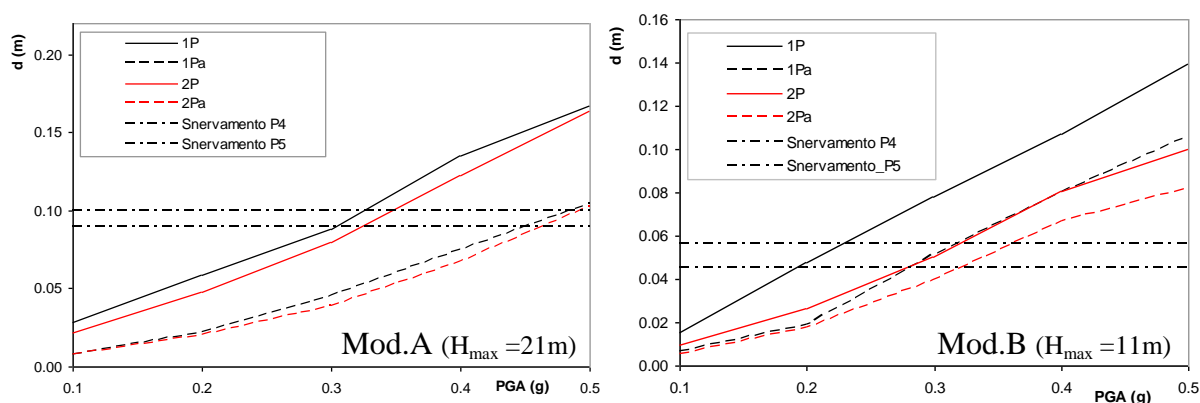 d (m)
0.20
0.15
0.10
0.05
0.00
1P
1Pa
2P
2Pa
Snervamento P4
Snervamento P5
Mod.A (Hmax =21m)
0.1
0.2
0.3
0.4
0.5
PGA (g)
d (m)
0.16
0.14
0.12
0.10
0.08
0.06
0.04
0.02
0.00
1P
1Pa
2P
2Pa
Snervamento P4
Snervamento_P5
Mod.B (Hmax =11m)
0.1
0.2
0.3
0.4
0.5
PGA (g)